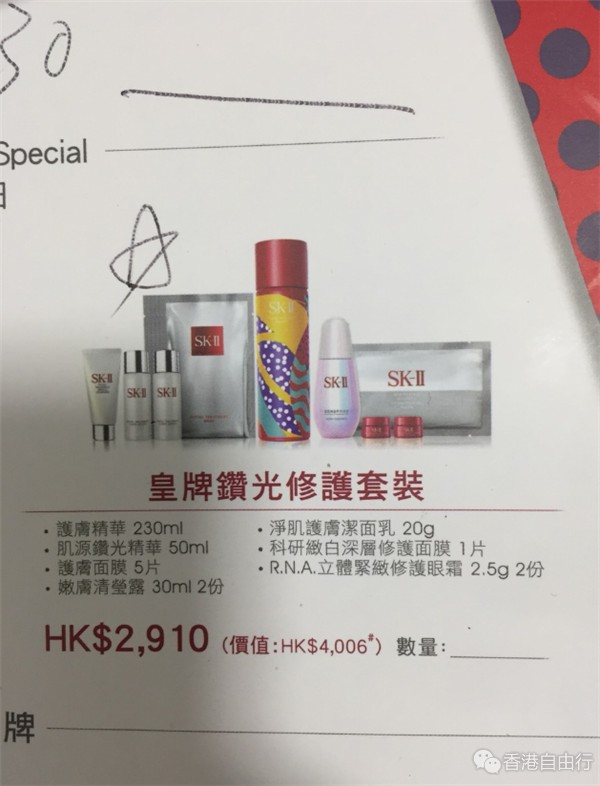 30
Special
SK-II
SK-II
SK-II
SK-II
SK-II
SK-II
SK-II
皇牌鑽光修護套裝
• 護膚精華 230ml
• 肌源鑽光精華 50ml
• 護膚面膜 5片
• 嫩膚清瑩露 30ml 2份
• 淨肌護膚潔面乳 20g
• 科研緻白深層修護面膜 1片
• R.N.A.立體緊緻修護眼霜 2.5g 2份
HK$2,910 (價值:HK$4,006#) 數量:
牌
香港自由行